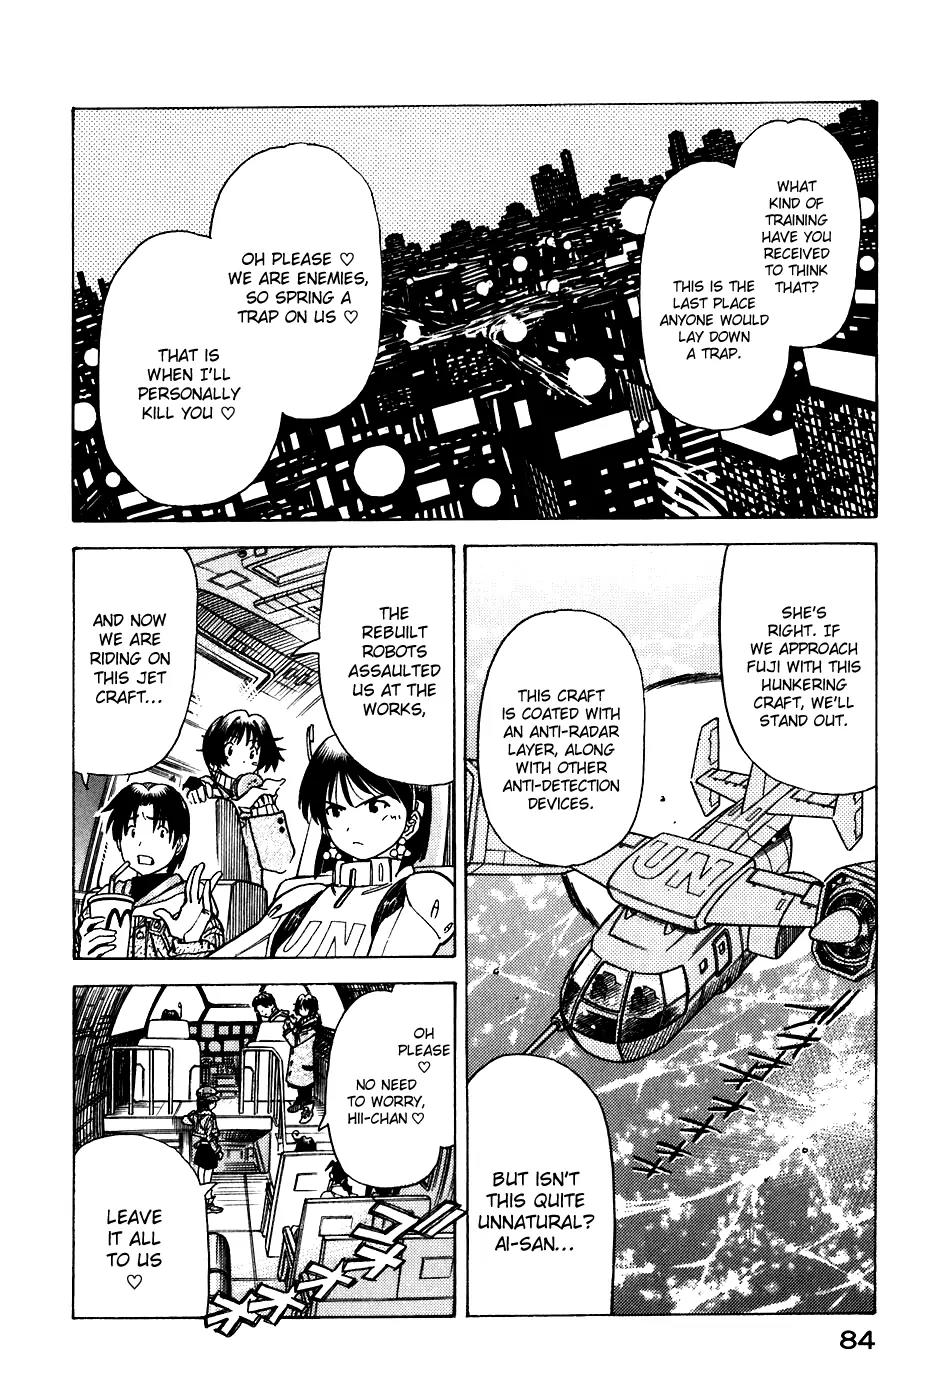 WHAT
KIND OF
TRAINING
HAVE YOU
RECEIVED
TO THINK
THAT?
THIS IS THE
LAST PLACE
ANYONE WOULD
LAY DOWN
A TRAP.
OH PLEASE ♡
WE ARE ENEMIES,
SO SPRING A
TRAP ON US ♡
THAT IS
WHEN I'LL
PERSONALLY
KILL YOU ♡
SHE'S
RIGHT. IF
WE APPROACH
FUJI WITH THIS
HUNKERING
CRAFT, WE'LL
STAND OUT.
THIS CRAFT
IS COATED WITH
AN ANTI-RADAR
LAYER, ALONG
WITH OTHER
ANTI-DETECTION
DEVICES.
UN
BUT ISN'T
THIS QUITE
UNNATURAL?
AI-SAN...
THE
REBUILT
ROBOTS
ASSAULTED
US AT THE
WORKS,
AND NOW
WE ARE
RIDING ON
THIS JET
CRAFT...
UN
OH
PLEASE
♡
NO NEED
TO WORRY,
HII-CHAN ♡
LEAVE
IT ALL
TO US
♡
84